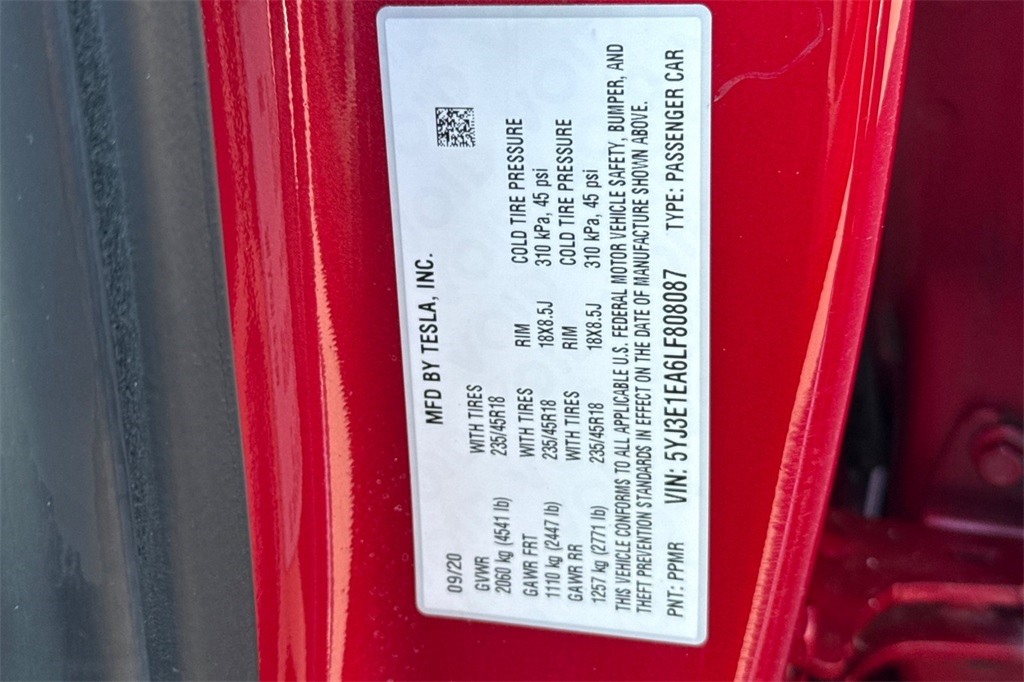 MFD BY TESLA, INC.
09/20
GVWR WITH TIRES
2060 kg (4541 lb) 235/45R18
GAWR FRT WITH TIRES RIM COLD TIRE PRESSURE
1110 kg (2447 lb) 235/45R18 18X8.5J 310 kPa, 45 psi
GAWR RR WITH TIRES RIM COLD TIRE PRESSURE
1257 kg (2771 lb) 235/45R18 18X8.5J 310 kPa, 45 psi
THIS VEHICLE CONFORMS TO ALL APPLICABLE U.S. FEDERAL MOTOR VEHICLE SAFETY, BUMPER, AND
THEFT PREVENTION STANDARDS IN EFFECT ON THE DATE OF MANUFACTURE SHOWN ABOVE.
PNT: PPMR VIN: 5YJ3E1EA6LF808087 TYPE: PASSENGER CAR